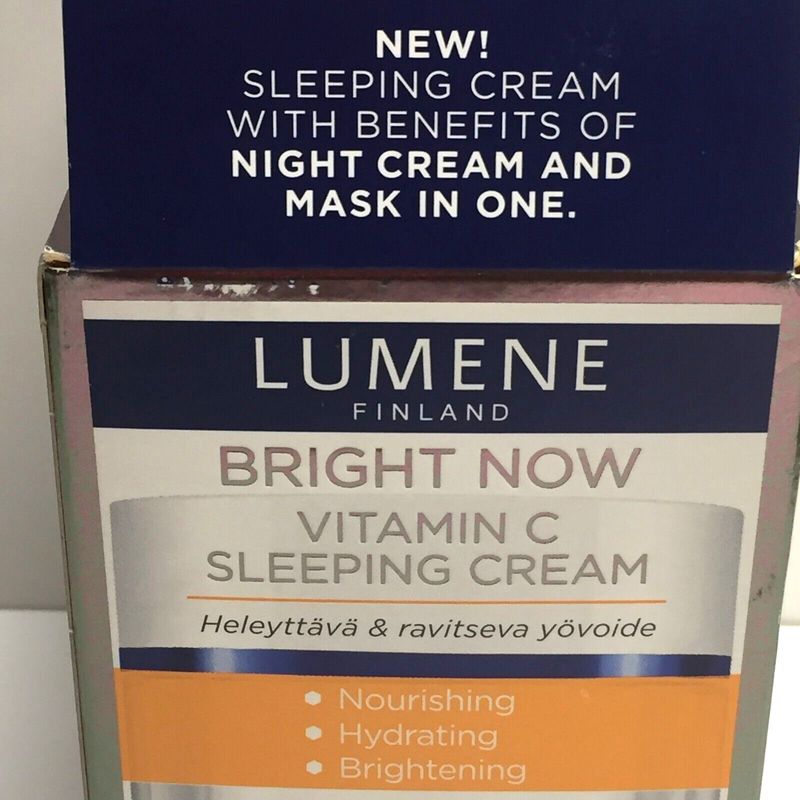 NEW!
SLEEPING CREAM
WITH BENEFITS OF
NIGHT CREAM AND
MASK IN ONE.
LUMENE
FINLAND
BRIGHT NOW
VITAMIN C
SLEEPING CREAM
Heleyttävä & ravitseva yövoide
Nourishing
Hydrating
Brightening